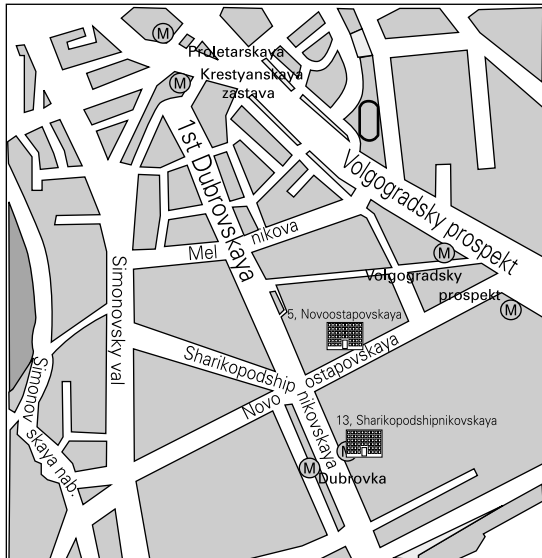 M
Proletarskaya
Krestyanskaya
zastava
M
1st Dubrovskaya
Volgogradsky prospekt
Mel nikova
M
Volgogradsky
prospekt
M
Simonovsky val
5, Novoostapovskaya
Sharikopodship nikovskaya
Novo ostapovskaya
Simonov skaya nab.
13, Sharikopodshipnikovskaya
M
M
Dubrovka